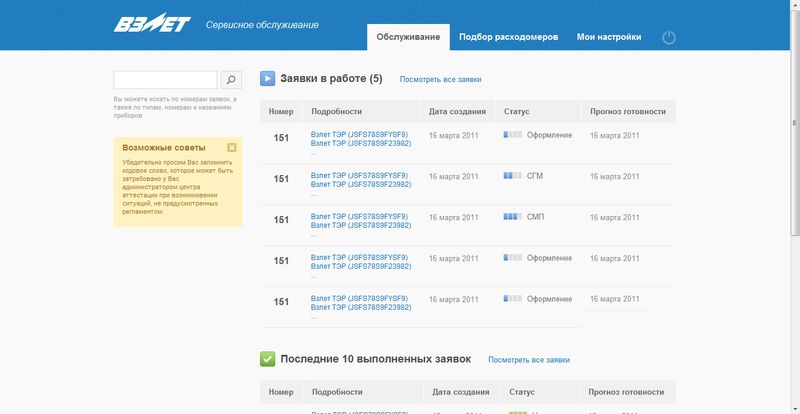 ВЗЛЕТ Сервисное обслуживание
Обслуживание Подбор расходомеров Мои настройки
Вы можете искать по номерам заявок, а
также по типам, номерам и названиям
приборов
Возможные советы
Убедительно просим Вас запомнить
кодовое слово, которое может быть
затребовано у Вас
администратором центра
аттестации при возникновении
ситуаций, не предусмотренных
регламентом.
Заявки в работе (5) Посмотреть все заявки
Номер Подробности Дата создания Статус Прогноз готовности
151 Взлет ТЭР (JSFS78S9FYSF9) 16 марта 2011 Оформление 16 марта 2011
Взлет ТЭР (JSFS78S9F23982)
...
151 Взлет ТЭР (JSFS78S9FYSF9) 16 марта 2011 СГМ 16 марта 2011
Взлет ТЭР (JSFS78S9F23982)
...
151 Взлет ТЭР (JSFS78S9FYSF9) 16 марта 2011 СМП 16 марта 2011
Взлет ТЭР (JSFS78S9F23982)
...
151 Взлет ТЭР (JSFS78S9FYSF9) 16 марта 2011 Оформление 16 марта 2011
Взлет ТЭР (JSFS78S9F23982)
...
151 Взлет ТЭР (JSFS78S9FYSF9) 16 марта 2011 Оформление 16 марта 2011
Взлет ТЭР (JSFS78S9F23982)
...
Последние 10 выполненных заявок Посмотреть все заявки
Номер Подробности Дата создания Статус Прогноз готовности